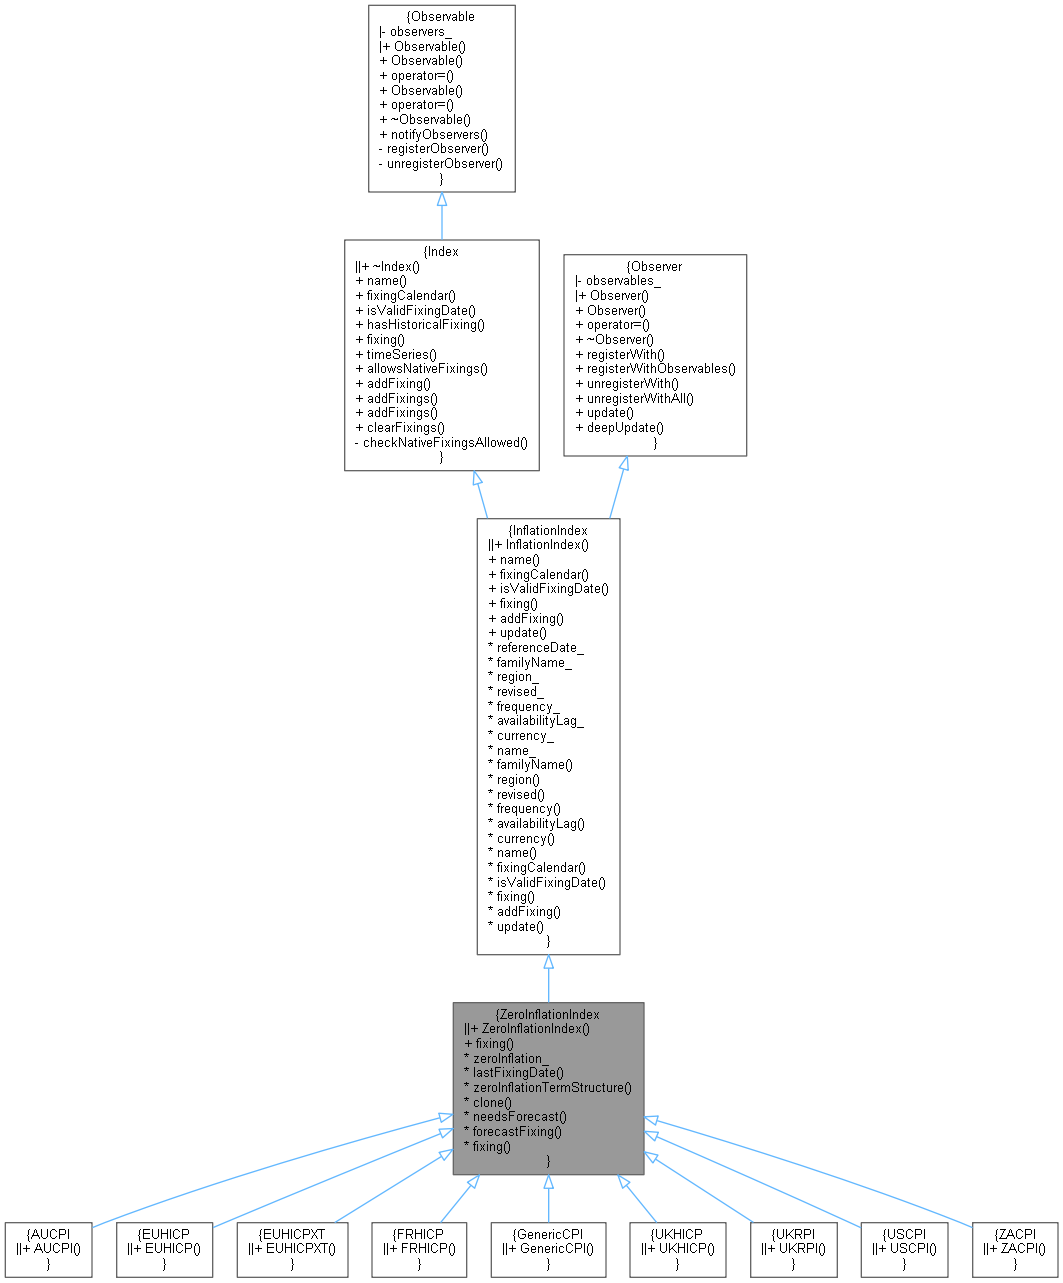 {Observable
|- observers_
|+ Observable()
+ Observable()
+ operator=()
+ Observable()
+ operator=()
+ ~Observable()
+ notifyObservers()
- registerObserver()
- unregisterObserver()
}
{Index
||+ ~Index()
+ name()
+ fixingCalendar()
+ isValidFixingDate()
+ hasHistoricalFixing()
+ fixing()
+ timeSeries()
+ allowsNativeFixings()
+ addFixing()
+ addFixings()
+ addFixings()
+ clearFixings()
- checkNativeFixingsAllowed()
}
{Observer
|- observables_
|+ Observer()
+ Observer()
+ operator=()
+ ~Observer()
+ registerWith()
+ registerWithObservables()
+ unregisterWith()
+ unregisterWithAll()
+ update()
+ deepUpdate()
}
{InflationIndex
||+ InflationIndex()
+ name()
+ fixingCalendar()
+ isValidFixingDate()
+ fixing()
+ addFixing()
+ update()
* referenceDate_
* familyName_
* region_
* revised_
* frequency_
* availabilityLag_
* currency_
* name_
* familyName()
* region()
* revised()
* frequency()
* availabilityLag()
* currency()
* name()
* fixingCalendar()
* isValidFixingDate()
* fixing()
* addFixing()
* update()
}
{ZeroInflationIndex
||+ ZeroInflationIndex()
+ fixing()
* zeroInflation_
* lastFixingDate()
* zeroInflationTermStructure()
* clone()
* needsForecast()
* forecastFixing()
* fixing()
}
{AUCPI
||+ AUCPI()
}
{EUHICP
||+ EUHICP()
}
{EUHICPXT
||+ EUHICPXT()
}
{FRHICP
||+ FRHICP()
}
{GenericCPI
||+ GenericCPI()
}
{UKHICP
||+ UKHICP()
}
{UKRPI
||+ UKRPI()
}
{USCPI
||+ USCPI()
}
{ZACPI
||+ ZACPI()
}